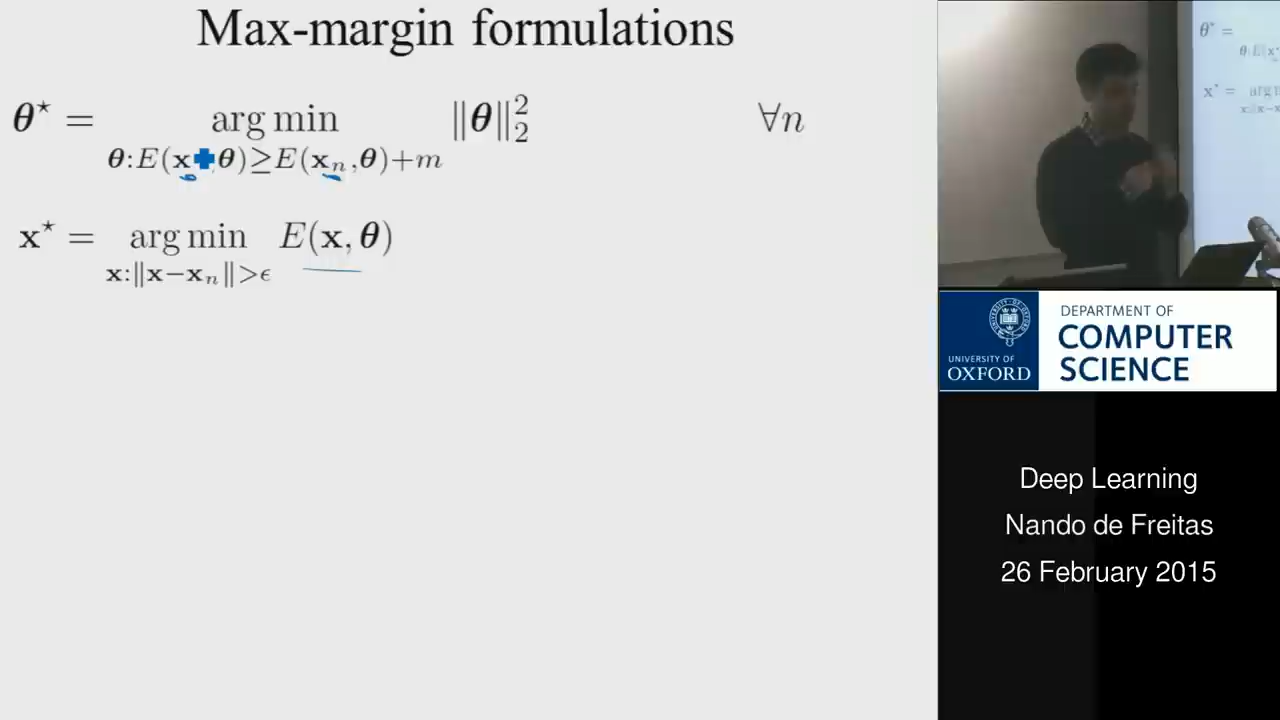 Max-margin formulations
θ⋆ = arg min ‖θ‖₂² ∀n
θ:E(x,θ)≥E(xₙ,θ)+m
x⋆ = arg min E(x, θ)
x:‖x−xₙ‖>ϵ
θ⋆ =
θ:E(x
x⋆ = arg
x:‖x−x
UNIVERSITY OF
OXFORD
DEPARTMENT OF
COMPUTER
SCIENCE
Deep Learning
Nando de Freitas
26 February 2015